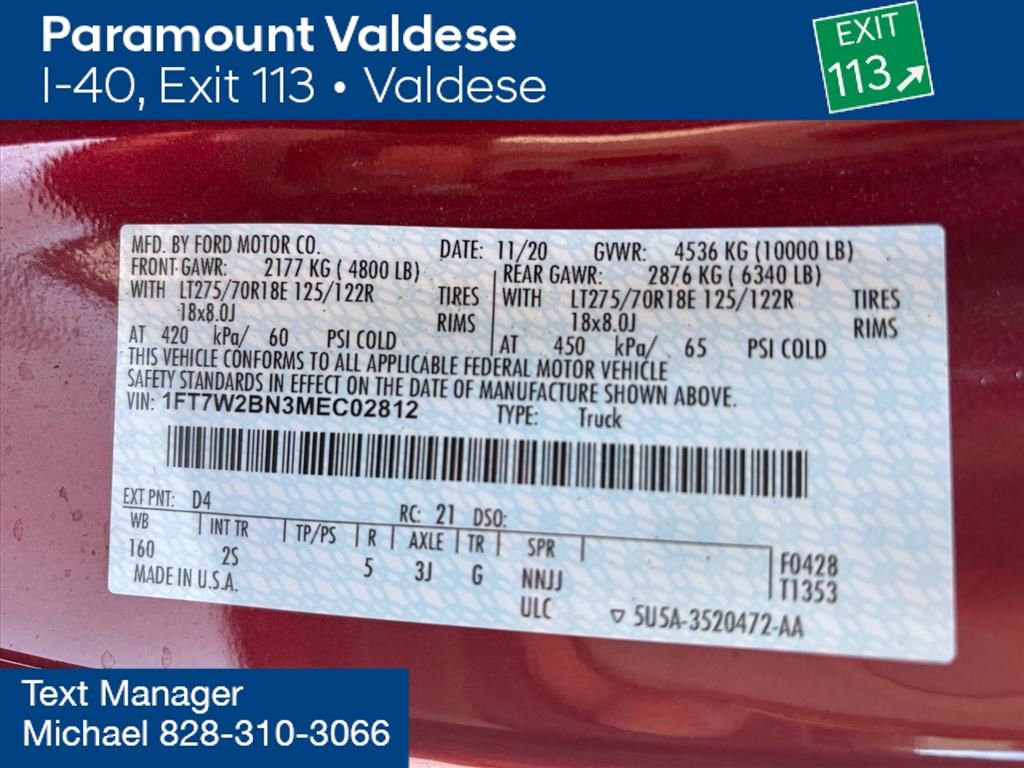 Paramount Valdese
I-40, Exit 113 • Valdese
EXIT
113
MFD. BY FORD MOTOR CO. DATE: 11/20 GVWR: 4536 KG (10000 LB)
FRONT GAWR: 2177 KG ( 4800 LB) REAR GAWR: 2876 KG ( 6340 LB)
WITH LT275/70R18E 125/122R TIRES WITH LT275/70R18E 125/122R TIRES
18x8.0J RIMS 18x8.0J RIMS
AT 420 kPa/ 60 PSI COLD AT 450 kPa/ 65 PSI COLD
THIS VEHICLE CONFORMS TO ALL APPLICABLE FEDERAL MOTOR VEHICLE
SAFETY STANDARDS IN EFFECT ON THE DATE OF MANUFACTURE SHOWN ABOVE.
VIN: 1FT7W2BN3MEC02812 TYPE: Truck
EXT PNT: D4 RC: 21 DSO:
WB INT TR TP/PS R AXLE TR SPR
160 2S 5 3J G NNJJ F0428
MADE IN U.S.A. ULC T1353
5U5A-3520472-AA
Text Manager
Michael 828-310-3066